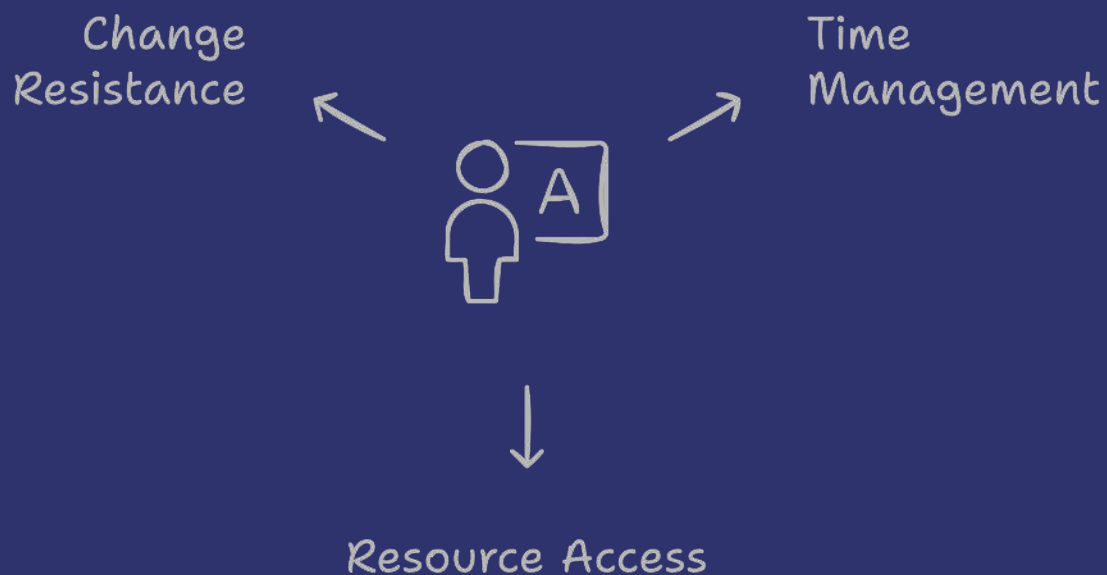 Change
Resistance
Time
Management
A
Resource Access